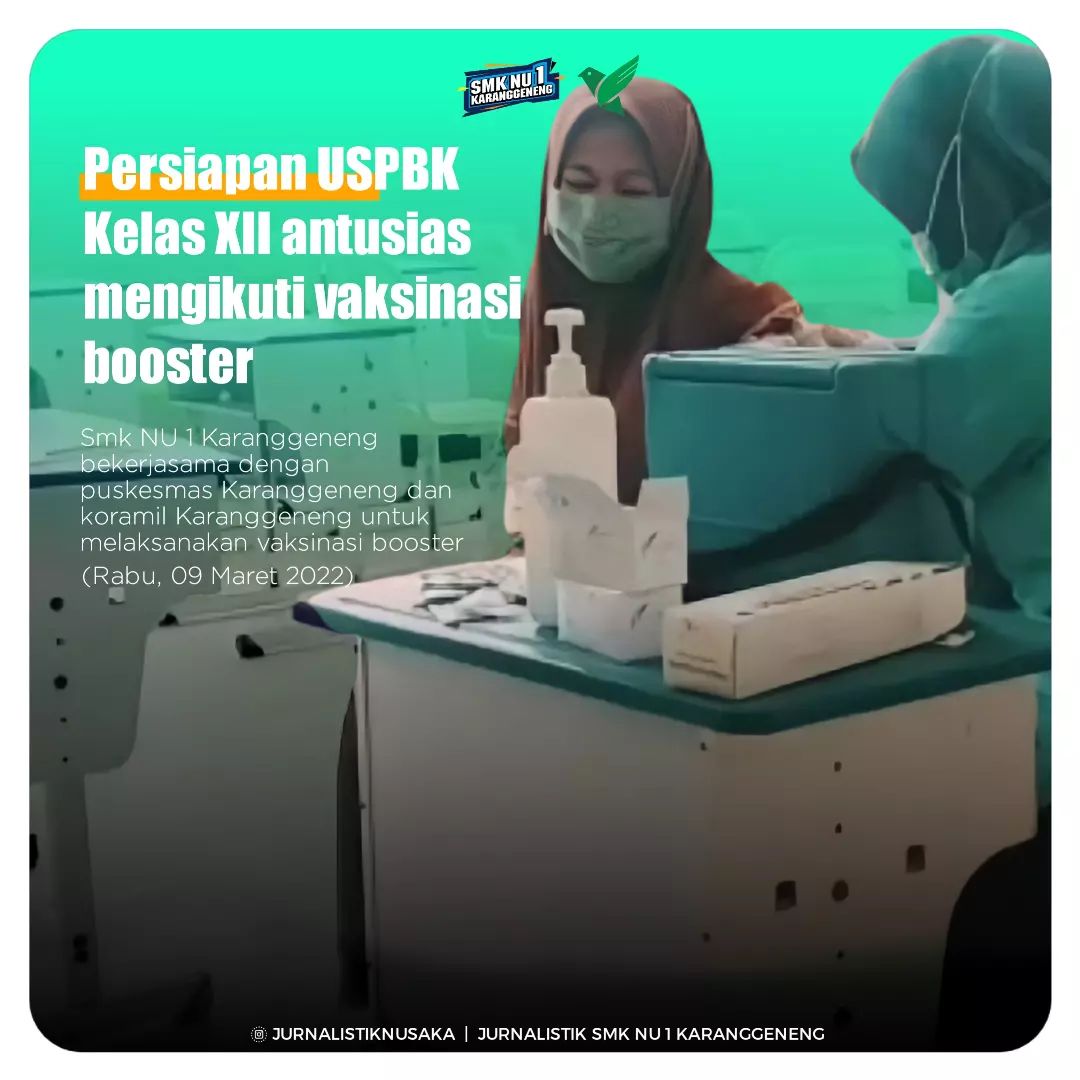 SMK NU 1
KARANGGENENG
Persiapan USPBK
Kelas XII antusias
mengikuti vaksinasi
booster
Smk NU 1 Karanggeneng
bekerjasama dengan
puskesmas Karanggeneng dan
koramil Karanggeneng untuk
melaksanakan vaksinasi booster
(Rabu, 09 Maret 2022)
JURNALISTIKNUSAKA | JURNALISTIK SMK NU 1 KARANGGENENG